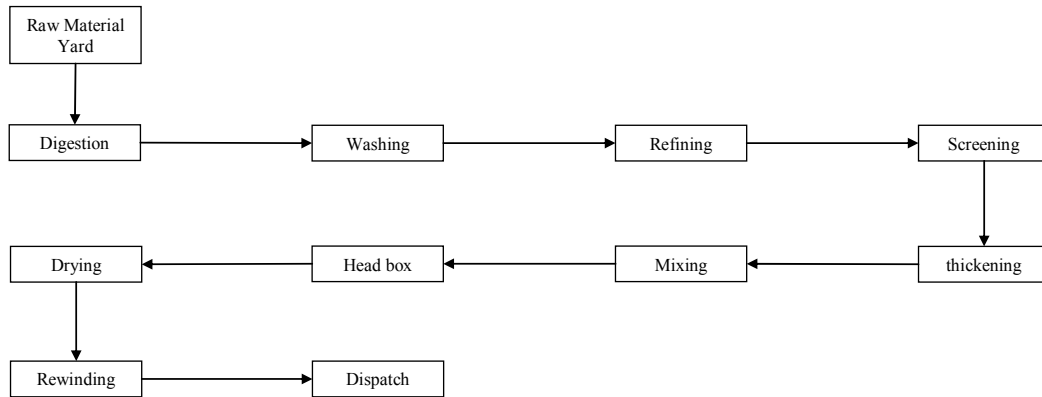 Raw Material
Yard
Digestion
Washing
Refining
Screening
thickening
Mixing
Head box
Drying
Rewinding
Dispatch